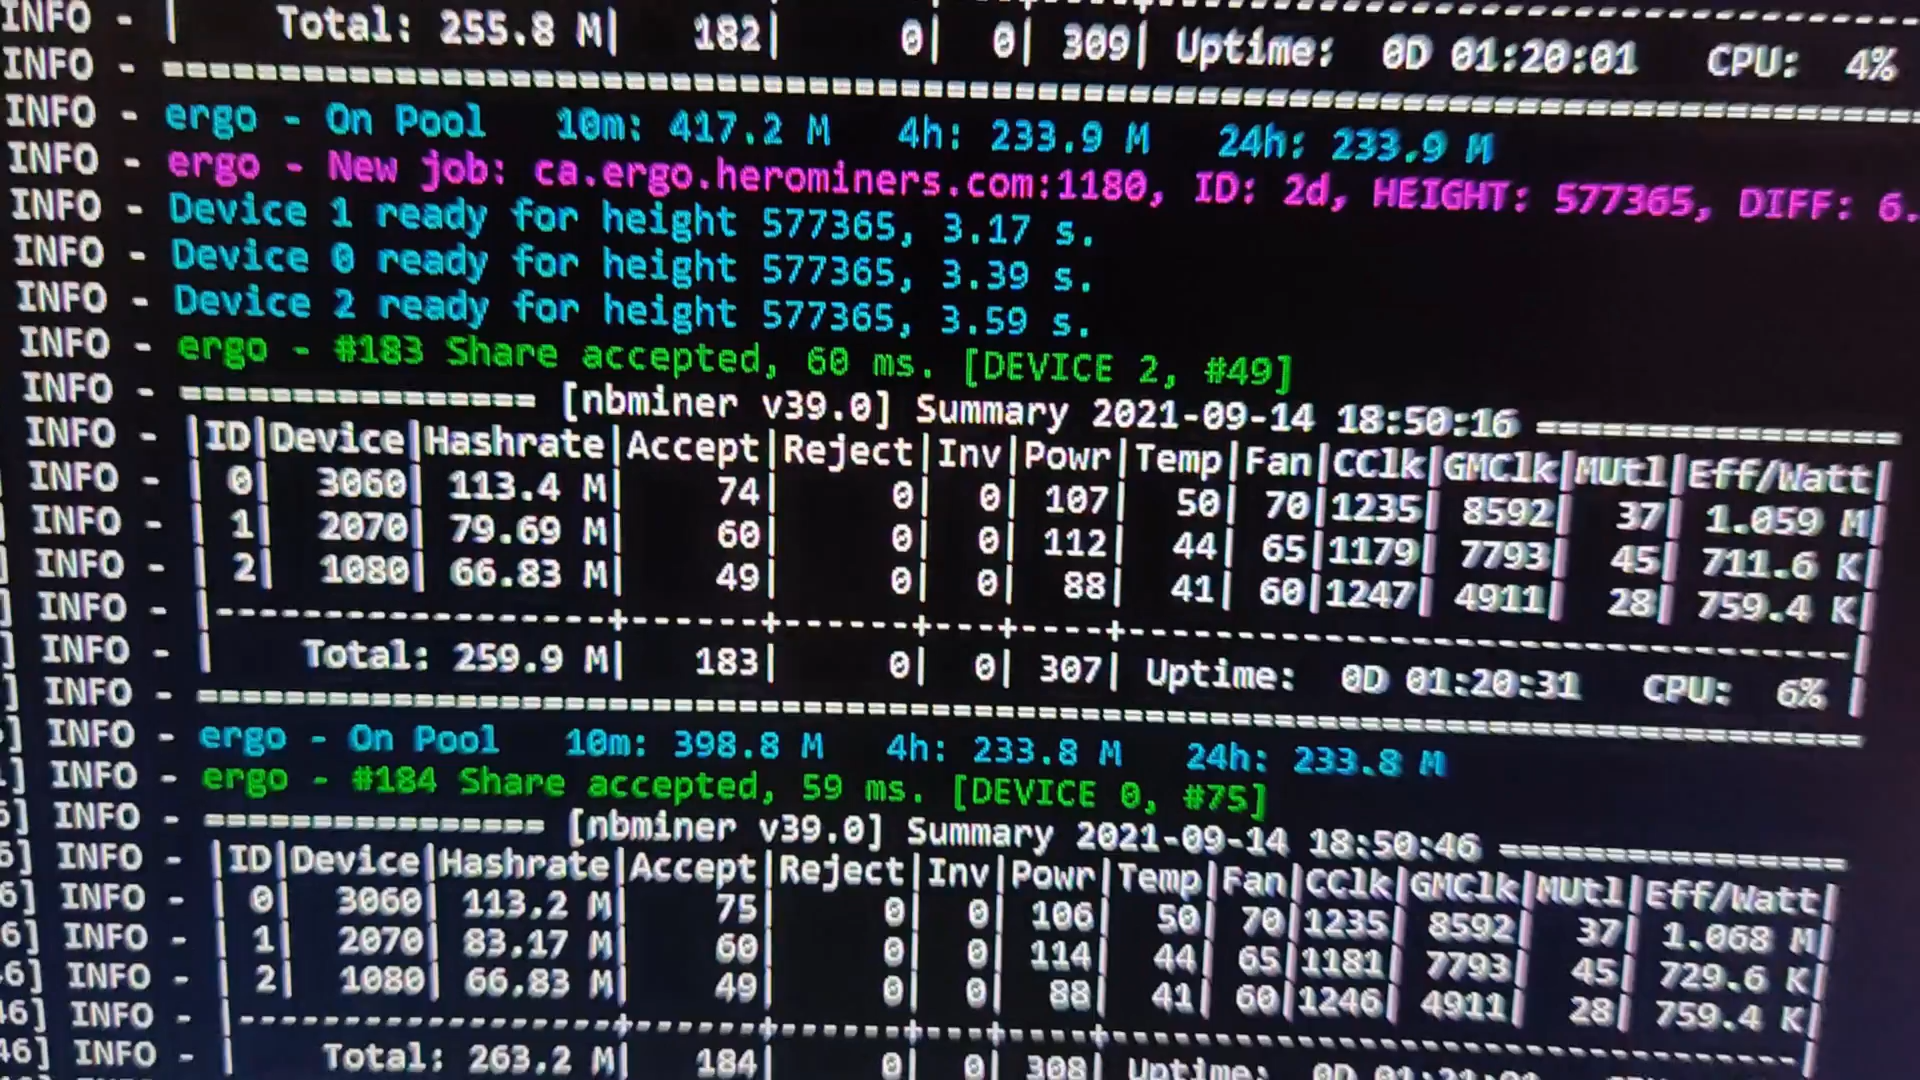 INFO - | Total: 255.8 M| 182| 0| 0| 309| Uptime: 0D 01:20:01 CPU: 4%
INFO - ==========
INFO - ergo - On Pool 10m: 417.2 M 4h: 233.9 M 24h: 233.9 M
INFO - ergo - New job: ca.ergo.herominers.com:1180, ID: 2d, HEIGHT: 577365, DIFF: 6.
INFO - Device 1 ready for height 577365, 3.17 s.
INFO - Device 0 ready for height 577365, 3.39 s.
INFO - Device 2 ready for height 577365, 3.59 s.
INFO - ergo - #183 Share accepted, 60 ms. [DEVICE 2, #49]
INFO - ================ [nbminer v39.0] Summary 2021-09-14 18:50:16 ================
INFO - |ID|Device|Hashrate|Accept|Reject|Inv|Powr|Temp|Fan|CClk|GMClk|MUtl|Eff/Watt|
INFO - | 0| 3060| 113.4 M| 74| 0| 0| 107| 50| 70|1235| 8592| 37| 1.059 M|
INFO - | 1| 2070| 79.69 M| 60| 0| 0| 112| 44| 65|1179| 7793| 45| 711.6 K|
] INFO - | 2| 1080| 66.83 M| 49| 0| 0| 88| 41| 60|1247| 4911| 28| 759.4 K|
] INFO - |------------------+------+------+---+----+----------------------------------|
] INFO - | Total: 259.9 M| 183| 0| 0| 307| Uptime: 0D 01:20:31 CPU: 6% |
] INFO - ==========
] INFO - ergo - On Pool 10m: 398.8 M 4h: 233.8 M 24h: 233.8 M
] INFO - ergo - #184 Share accepted, 59 ms. [DEVICE 0, #75]
6] INFO - ================ [nbminer v39.0] Summary 2021-09-14 18:50:46 ================
6] INFO - |ID|Device|Hashrate|Accept|Reject|Inv|Powr|Temp|Fan|CClk|GMClk|MUtl|Eff/Watt|
6] INFO - | 0| 3060| 113.2 M| 75| 0| 0| 106| 50| 70|1235| 8592| 37| 1.068 M|
6] INFO - | 1| 2070| 83.17 M| 60| 0| 0| 114| 44| 65|1181| 7793| 45| 729.6 K|
46] INFO - | 2| 1080| 66.83 M| 49| 0| 0| 88| 41| 60|1246| 4911| 28| 759.4 K|
46] INFO - |------------------+------+------+---+----+----------------------------------|
46] INFO - | Total: 263.2 M| 184| 0| 0| 308| Uptime: 0D 01:21:01